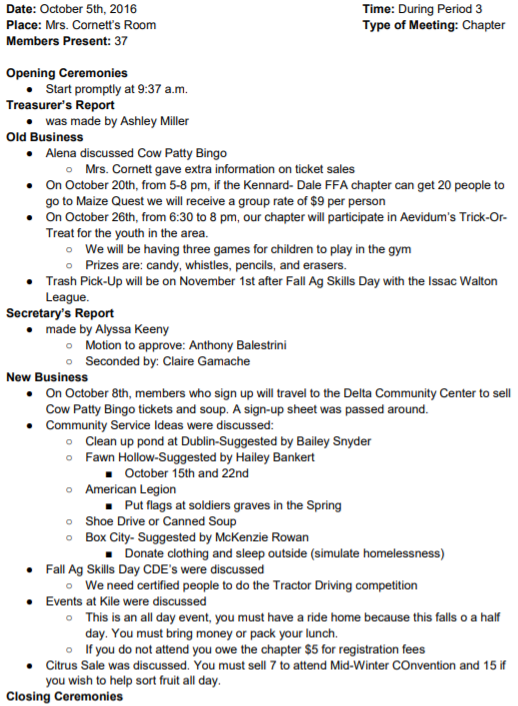 Date: October 5th, 2016 Time: During Period 3
Place: Mrs. Cornett's Room Type of Meeting: Chapter
Members Present: 37
Opening Ceremonies
● Start promptly at 9:37 a.m.
Treasurer's Report
● was made by Ashley Miller
Old Business
● Alena discussed Cow Patty Bingo
○ Mrs. Cornett gave extra information on ticket sales
● On October 20th, from 5-8 pm, if the Kennard- Dale FFA chapter can get 20 people to
go to Maize Quest we will receive a group rate of $9 per person
● On October 26th, from 6:30 to 8 pm, our chapter will participate in Aevidum's Trick-Or-
Treat for the youth in the area.
○ We will be having three games for children to play in the gym
○ Prizes are: candy, whistles, pencils, and erasers.
● Trash Pick-Up will be on November 1st after Fall Ag Skills Day with the Issac Walton
League.
Secretary's Report
● made by Alyssa Keeny
○ Motion to approve: Anthony Balestrini
○ Seconded by: Claire Gamache
New Business
● On October 8th, members who sign up will travel to the Delta Community Center to sell
Cow Patty Bingo tickets and soup. A sign-up sheet was passed around.
● Community Service Ideas were discussed:
○ Clean up pond at Dublin-Suggested by Bailey Snyder
○ Fawn Hollow-Suggested by Hailey Bankert
■ October 15th and 22nd
○ American Legion
■ Put flags at soldiers graves in the Spring
○ Shoe Drive or Canned Soup
○ Box City- Suggested by McKenzie Rowan
■ Donate clothing and sleep outside (simulate homelessness)
● Fall Ag Skills Day CDE's were discussed
○ We need certified people to do the Tractor Driving competition
● Events at Kile were discussed
○ This is an all day event, you must have a ride home because this falls o a half
day. You must bring money or pack your lunch.
○ If you do not attend you owe the chapter $5 for registration fees
● Citrus Sale was discussed. You must sell 7 to attend Mid-Winter COnvention and 15 if
you wish to help sort fruit all day.
Closing Ceremonies